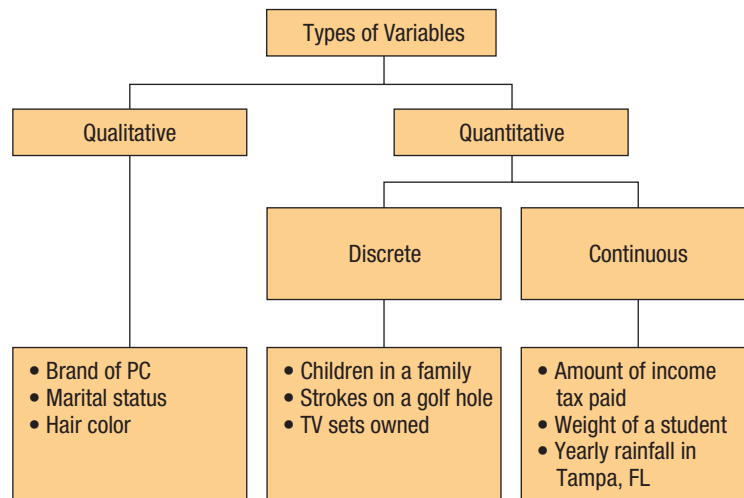 Types of Variables
Qualitative
Quantitative
Discrete
Continuous
• Brand of PC
• Marital status
• Hair color
• Children in a family
• Strokes on a golf hole
• TV sets owned
• Amount of income
tax paid
• Weight of a student
• Yearly rainfall in
Tampa, FL